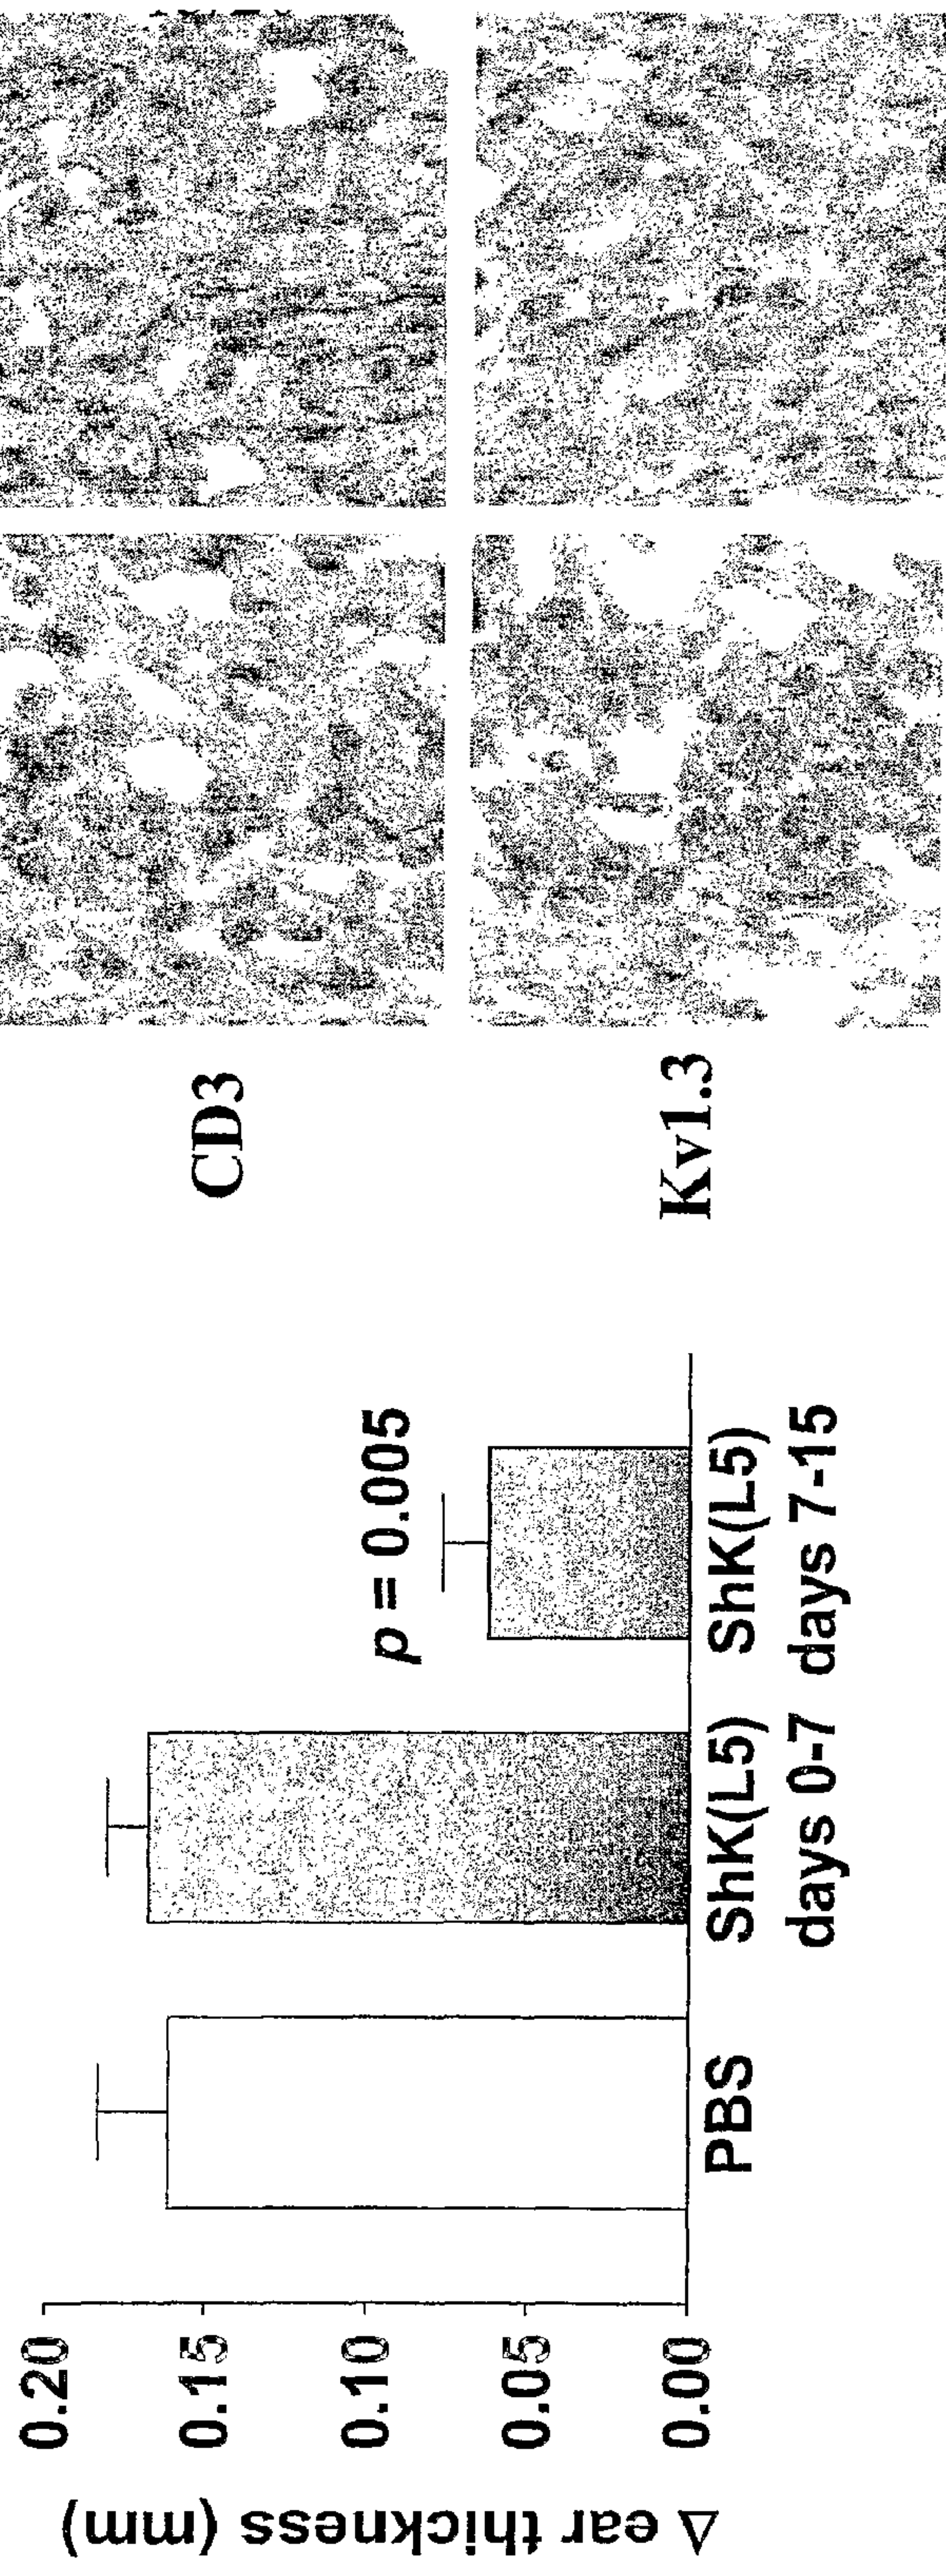 Δ ear thickness (mm)
0.20
0.15
0.10
0.05
0.00
p = 0.005
PBS
ShK(L5)
days 0-7
ShK(L5)
days 7-15
CD3
Kv1.3